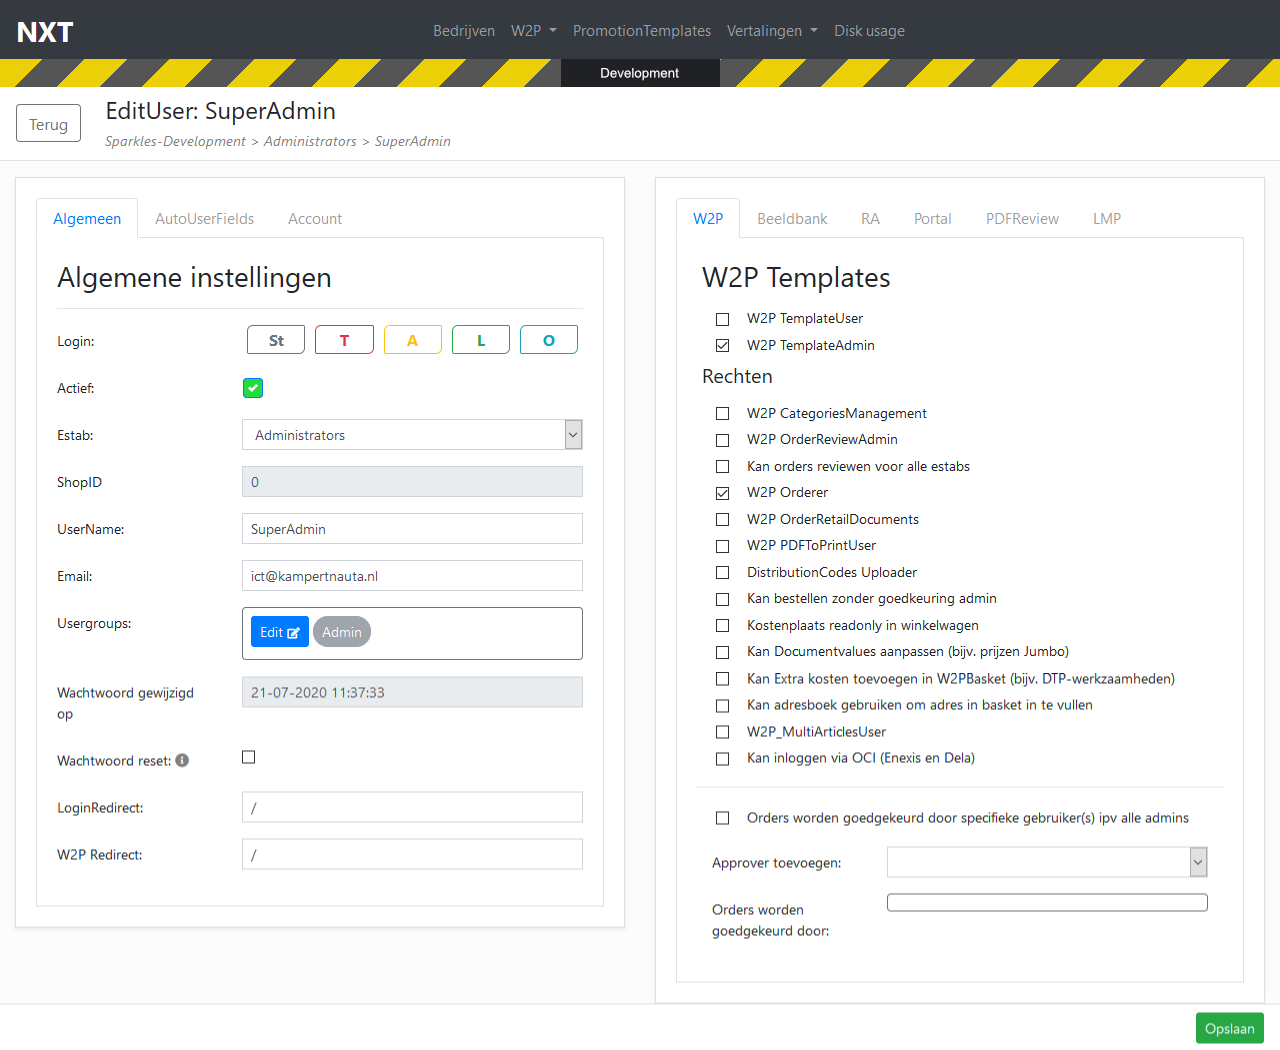 NXT
Bedrijven W2P PromotionTemplates Vertalingen Disk usage
Development
Terug
EditUser: SuperAdmin
Sparkles-Development > Administrators > SuperAdmin
Algemeen AutoUserFields Account
Algemene instellingen
Login: St T A L O
Actief:
Estab: Administrators
ShopID 0
UserName: SuperAdmin
Email: ict@kampertnauta.nl
Usergroups: Edit Admin
Wachtwoord gewijzigd op 21-07-2020 11:37:33
Wachtwoord reset:
LoginRedirect: /
W2P Redirect: /
W2P Beeldbank RA Portal PDFReview LMP
W2P Templates
W2P TemplateUser
W2P TemplateAdmin
Rechten
W2P CategoriesManagement
W2P OrderReviewAdmin
Kan orders reviewen voor alle estabs
W2P Orderer
W2P OrderRetailDocuments
W2P PDFToPrintUser
DistributionCodes Uploader
Kan bestellen zonder goedkeuring admin
Kostenplaats readonly in winkelwagen
Kan Documentvalues aanpassen (bijv. prijzen Jumbo)
Kan Extra kosten toevoegen in W2PBasket (bijv. DTP-werkzaamheden)
Kan adresboek gebruiken om adres in basket in te vullen
W2P_MultiArticlesUser
Kan inloggen via OCI (Enexis en Dela)
Orders worden goedgekeurd door specifieke gebruiker(s) ipv alle admins
Approver toevoegen:
Orders worden
goedgekeurd door:
Opslaan